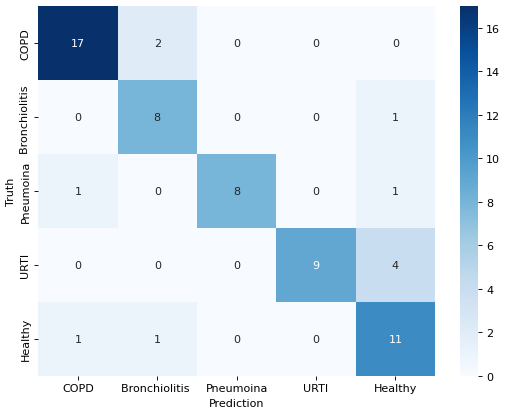 COPD 17 2 0 0 0 16
14
Bronchiolitis 0 8 0 0 1 12
10
Truth
Pneumoina 1 0 8 0 1 8
6
URTI 0 0 0 9 4 4
2
Healthy 1 1 0 0 11 0
COPD Bronchiolitis Pneumoina URTI Healthy
Prediction